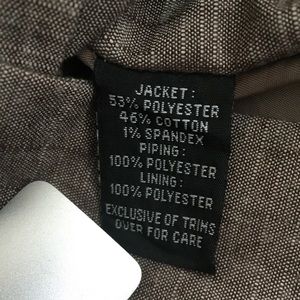 JACKET:
53% POLYESTER
46% COTTON
1% SPANDEX
PIPING:
100% POLYESTER
LINING:
100% POLYESTER
EXCLUSIVE OF TRIMS
OVER FOR CARE